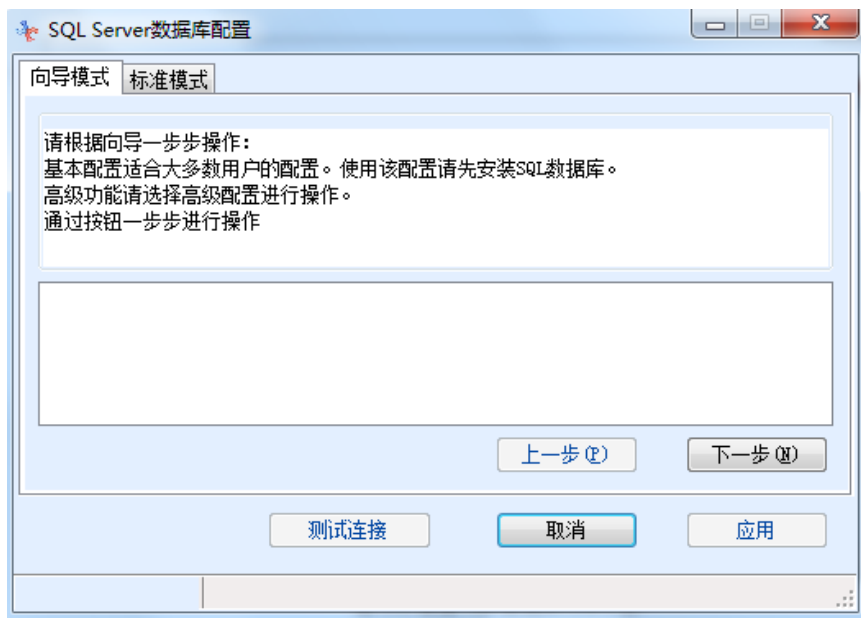 SQL Server数据库配置
向导模式 标准模式
请根据向导一步步操作:
基本配置适合大多数用户的配置。使用该配置请先安装SQL数据库。
高级功能请选择高级配置进行操作。
通过按钮一步步进行操作
上一步(P) 下一步(N)
测试连接 取消 应用